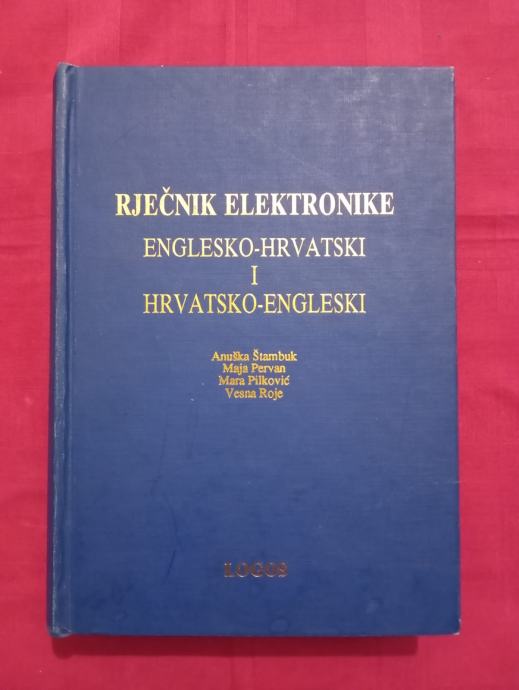 RJEČNIK ELEKTRONIKE
ENGLESKO-HRVATSKI
I
HRVATSKO-ENGLESKI
Anuška Štambuk
Maja Pervan
Mara Pilković
Vesna Roje
LOGOS